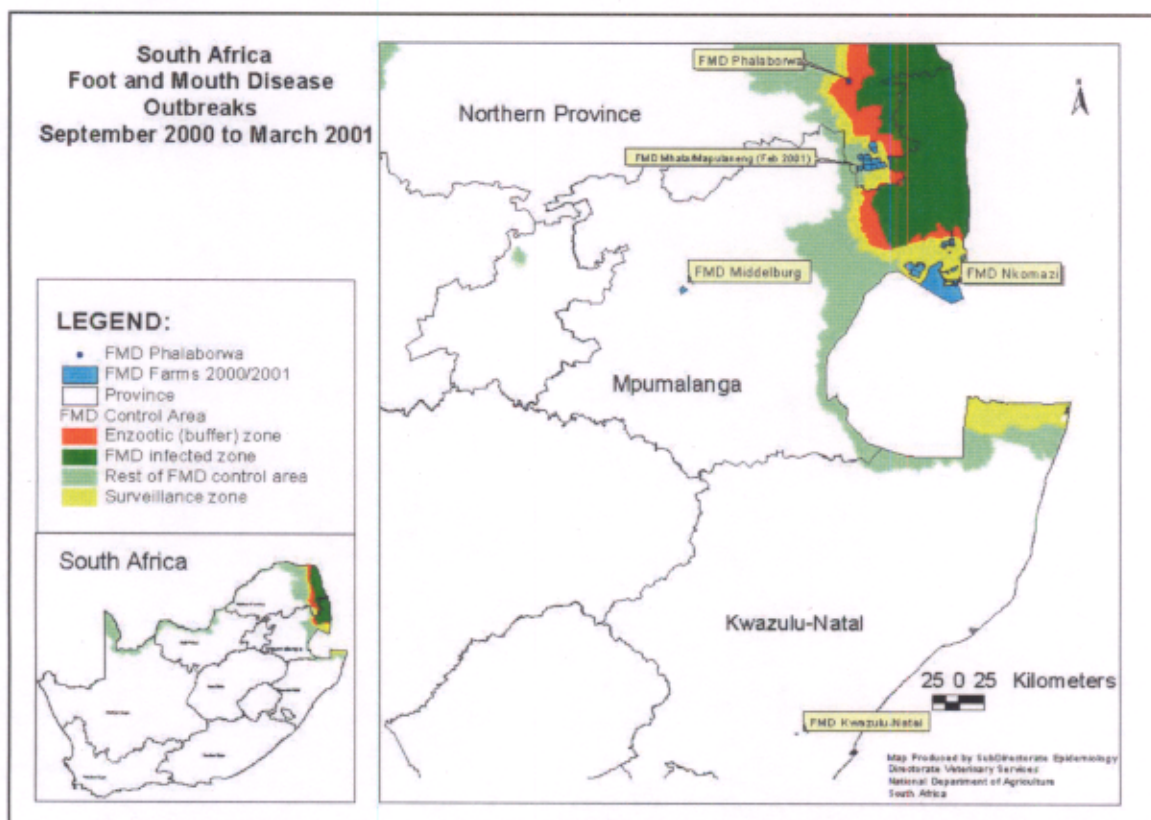 South Africa
Foot and Mouth Disease
Outbreaks
September 2000 to March 2001
LEGEND:
FMD Phalaborwa
FMD Farms 2000/2001
Province
FMD Control Area
Enzootic (buffer) zone
FMD infected zone
Rest of FMD control area
Surveillance zone
South Africa
FMD Phalaborwa
Northern Province
FMD Mhala/Mapulaneng (Feb 2001)
FMD Middelburg
FMD Nkomazi
Mpumalanga
Kwazulu-Natal
25 0 25 Kilometers
FMD Kwazulu-Natal
Map Produced by SubDirectorate Epidemiology
Directorate Veterinary Services
National Department of Agriculture
South Africa